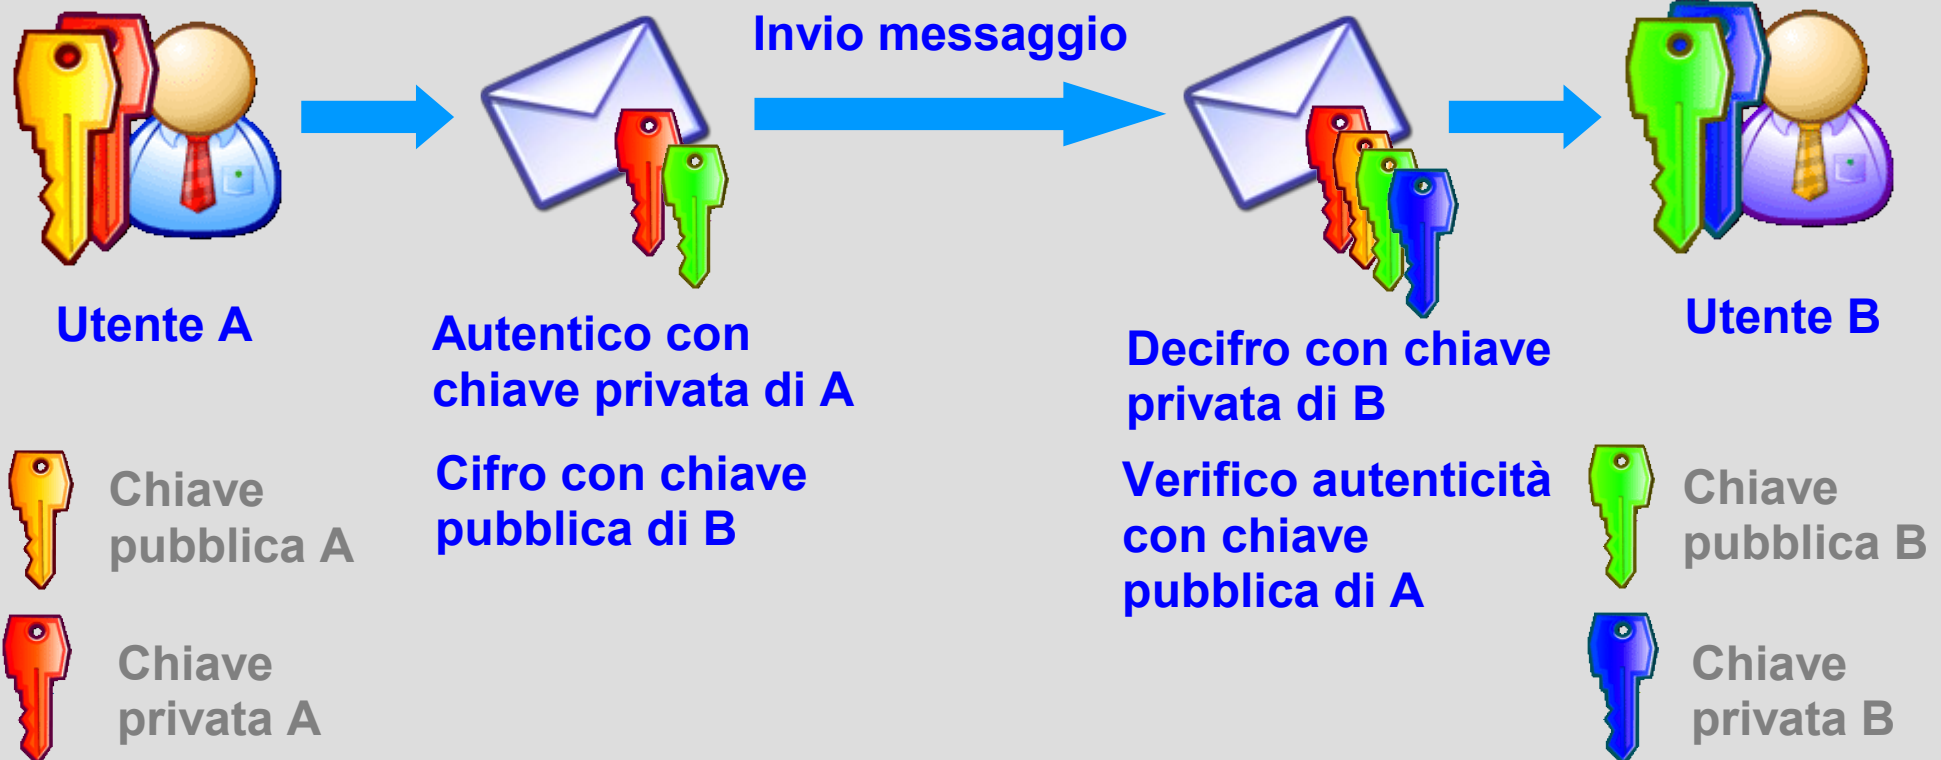 Invio messaggio
Utente A
Autentico con
chiave privata di A
Cifro con chiave
pubblica di B
Decifro con chiave
privata di B
Verifico autenticità
con chiave
pubblica di A
Utente B
Chiave
pubblica A
Chiave
privata A
Chiave
pubblica B
Chiave
privata B